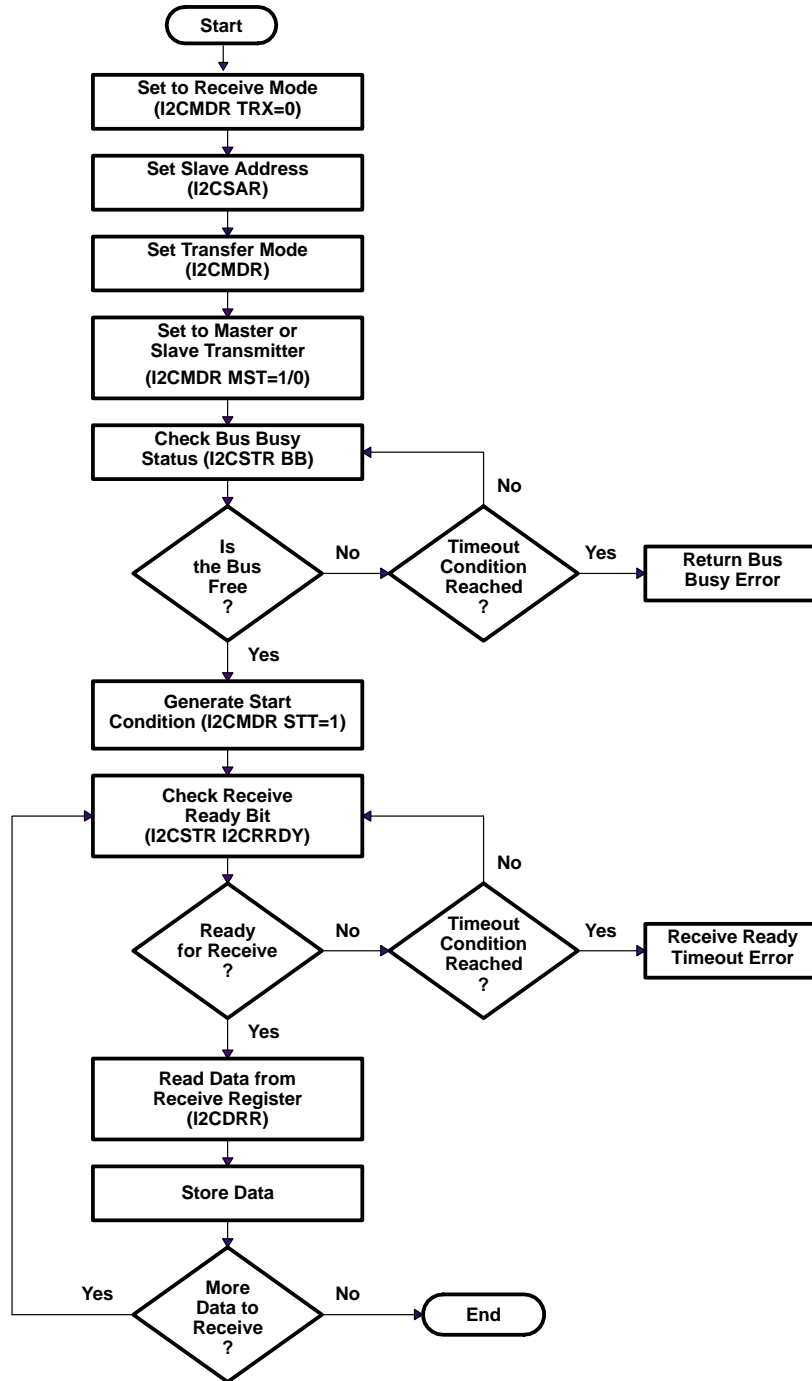 Start
Set to Receive Mode
(I2CMDR TRX=0)
Set Slave Address
(I2CSAR)
Set Transfer Mode
(I2CMDR)
Set to Master or
Slave Transmitter
(I2CMDR MST=1/0)
Check Bus Busy
Status (I2CSTR BB)
No
Is
the Bus
Free
?
No
Timeout
Condition
Reached
?
Yes
Return Bus
Busy Error
Yes
Generate Start
Condition (I2CMDR STT=1)
Check Receive
Ready Bit
(I2CSTR I2CRRDY)
No
Ready
for Receive
?
No
Timeout
Condition
Reached
?
Yes
Receive Ready
Timeout Error
Yes
Read Data from
Receive Register
(I2CDRR)
Store Data
Yes
More
Data to
Receive
?
No
End